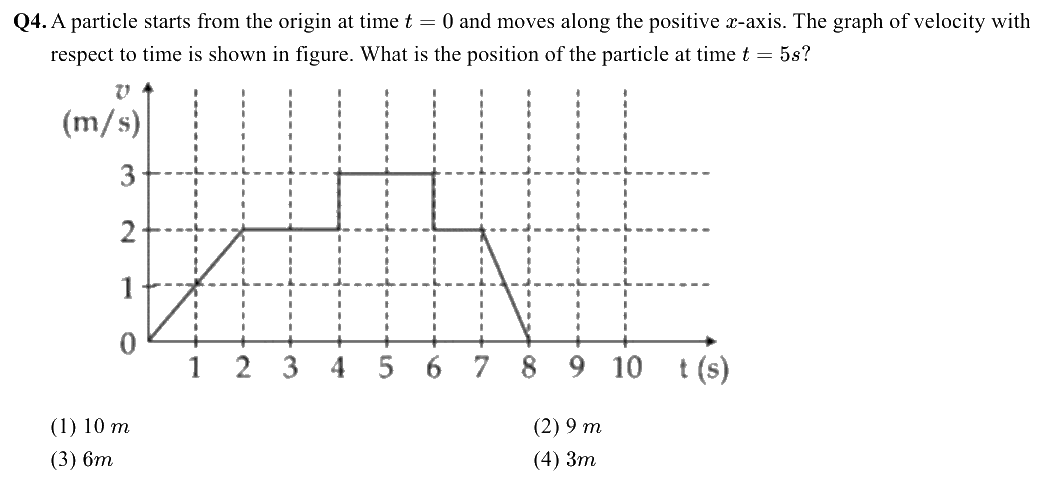 Q4. A particle starts from the origin at time t = 0 and moves along the positive x-axis. The graph of velocity with
respect to time is shown in figure. What is the position of the particle at time t = 5s?
v
(m/s)
3
2
1
0
1 2 3 4 5 6 7 8 9 10 t (s)
(1) 10 m (2) 9 m
(3) 6m (4) 3m